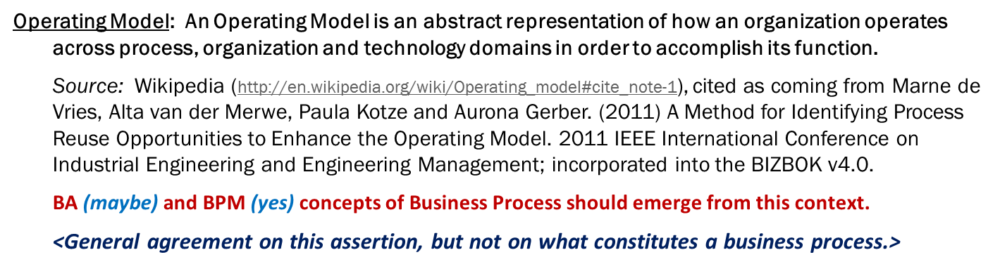 Operating Model: An Operating Model is an abstract representation of how an organization operates
across process, organization and technology domains in order to accomplish its function.
Source: Wikipedia (http://en.wikipedia.org/wiki/Operating_model#cite_note-1), cited as coming from Marne de
Vries, Alta van der Merwe, Paula Kotze and Aurona Gerber. (2011) A Method for Identifying Process
Reuse Opportunities to Enhance the Operating Model. 2011 IEEE International Conference on
Industrial Engineering and Engineering Management; incorporated into the BIZBOK v4.0.
BA (maybe) and BPM (yes) concepts of Business Process should emerge from this context.
<General agreement on this assertion, but not on what constitutes a business process.>